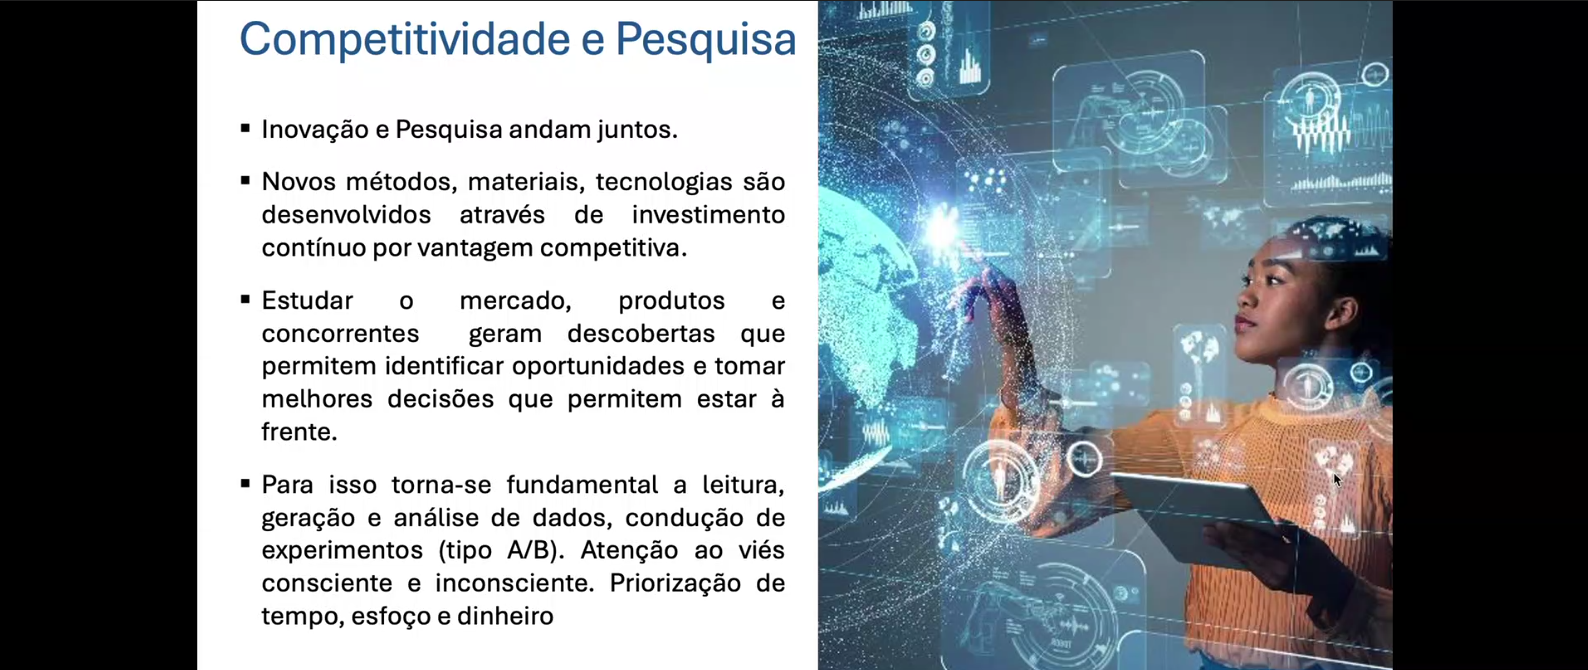 Competitividade e Pesquisa
▪ Inovação e Pesquisa andam juntos.
▪ Novos métodos, materiais, tecnologias são
desenvolvidos através de investimento
contínuo por vantagem competitiva.
▪ Estudar o mercado, produtos e
concorrentes geram descobertas que
permitem identificar oportunidades e tomar
melhores decisões que permitem estar à
frente.
▪ Para isso torna-se fundamental a leitura,
geração e análise de dados, condução de
experimentos (tipo A/B). Atenção ao viés
consciente e inconsciente. Priorização de
tempo, esfoço e dinheiro